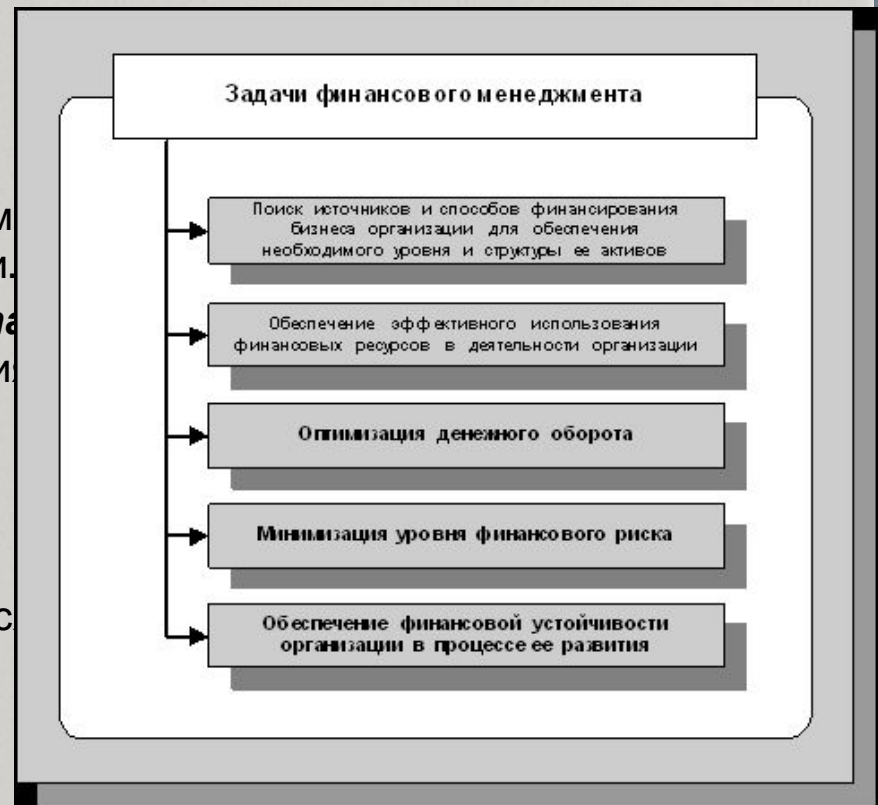 Задачи финансового менеджмента
Поиск источников и способов финансирования
бизнеса организации для обеспечения
необходимого уровня и структуры ее активов
Обеспечение эффективного использования
финансовых ресурсов в деятельности организации
Оптимизация денежного оборота
Минимизация уровня финансового риска
Обеспечение финансовой устойчивости
организации в процессе ее развития